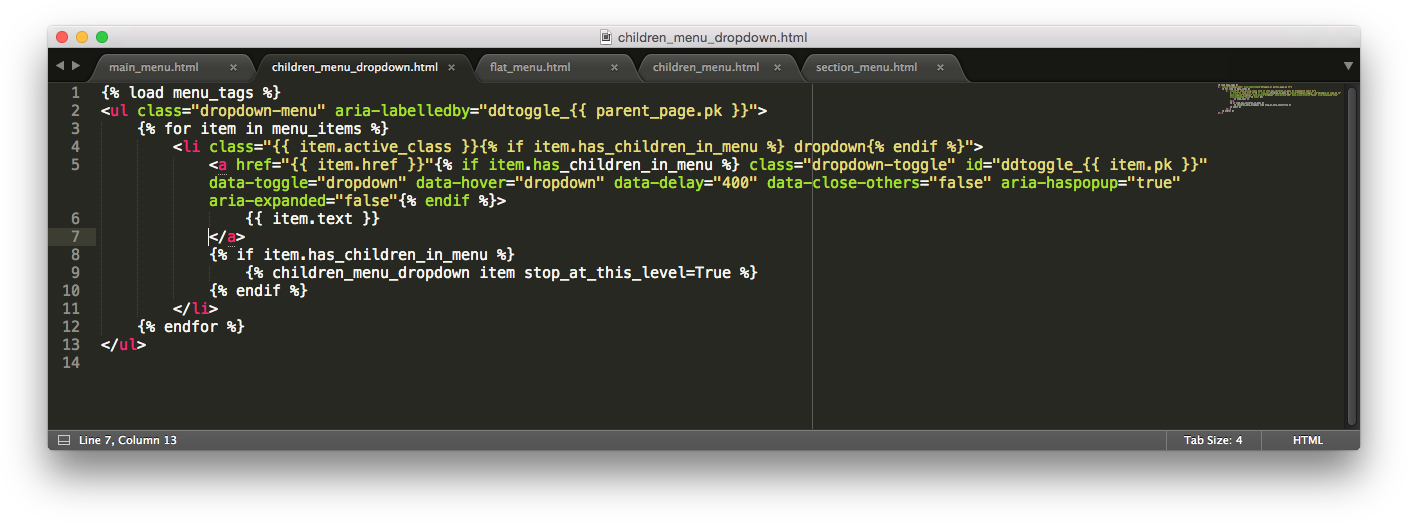 children_menu_dropdown.html
main_menu.html × children_menu_dropdown.html × flat_menu.html × children_menu.html × section_menu.html ×
1 {% load menu_tags %}
2 <ul class="dropdown-menu" aria-labelledby="ddtoggle_{{ parent_page.pk }}">
3 {% for item in menu_items %}
4 <li class="{{ item.active_class }}{% if item.has_children_in_menu %} dropdown{% endif %}">
5 <a href="{{ item.href }}"{% if item.has_children_in_menu %} class="dropdown-toggle" id="ddtoggle_{{ item.pk }}"
data-toggle="dropdown" data-hover="dropdown" data-delay="400" data-close-others="false" aria-haspopup="true"
aria-expanded="false"{% endif %}>
6 {{ item.text }}
7 </a>
8 {% if item.has_children_in_menu %}
9 {% children_menu_dropdown item stop_at_this_level=True %}
10 {% endif %}
11 </li>
12 {% endfor %}
13 </ul>
14
Line 7, Column 13 Tab Size: 4 HTML